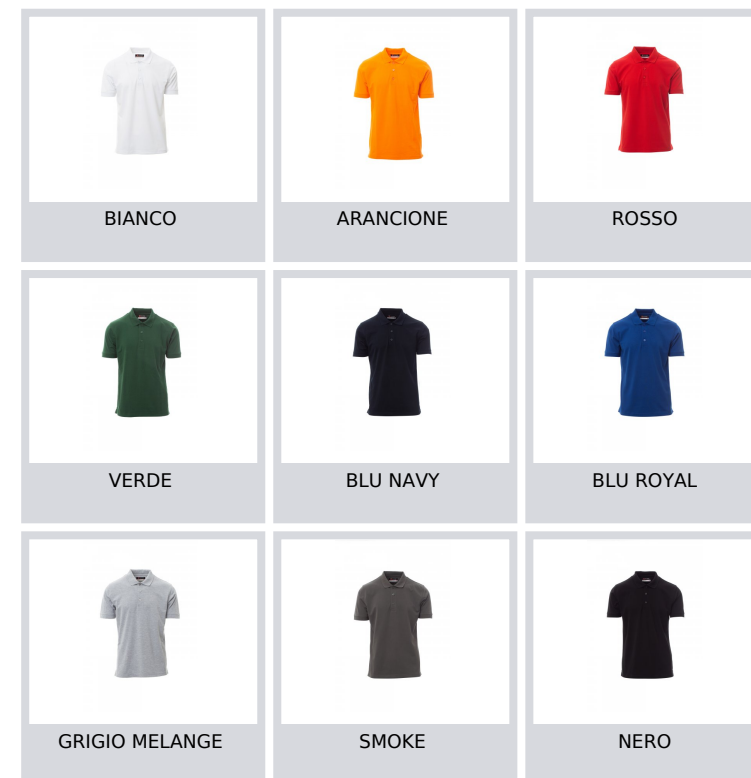 BIANCO
ARANCIONE
ROSSO
VERDE
BLU NAVY
BLU ROYAL
GRIGIO MELANGE
SMOKE
NERO